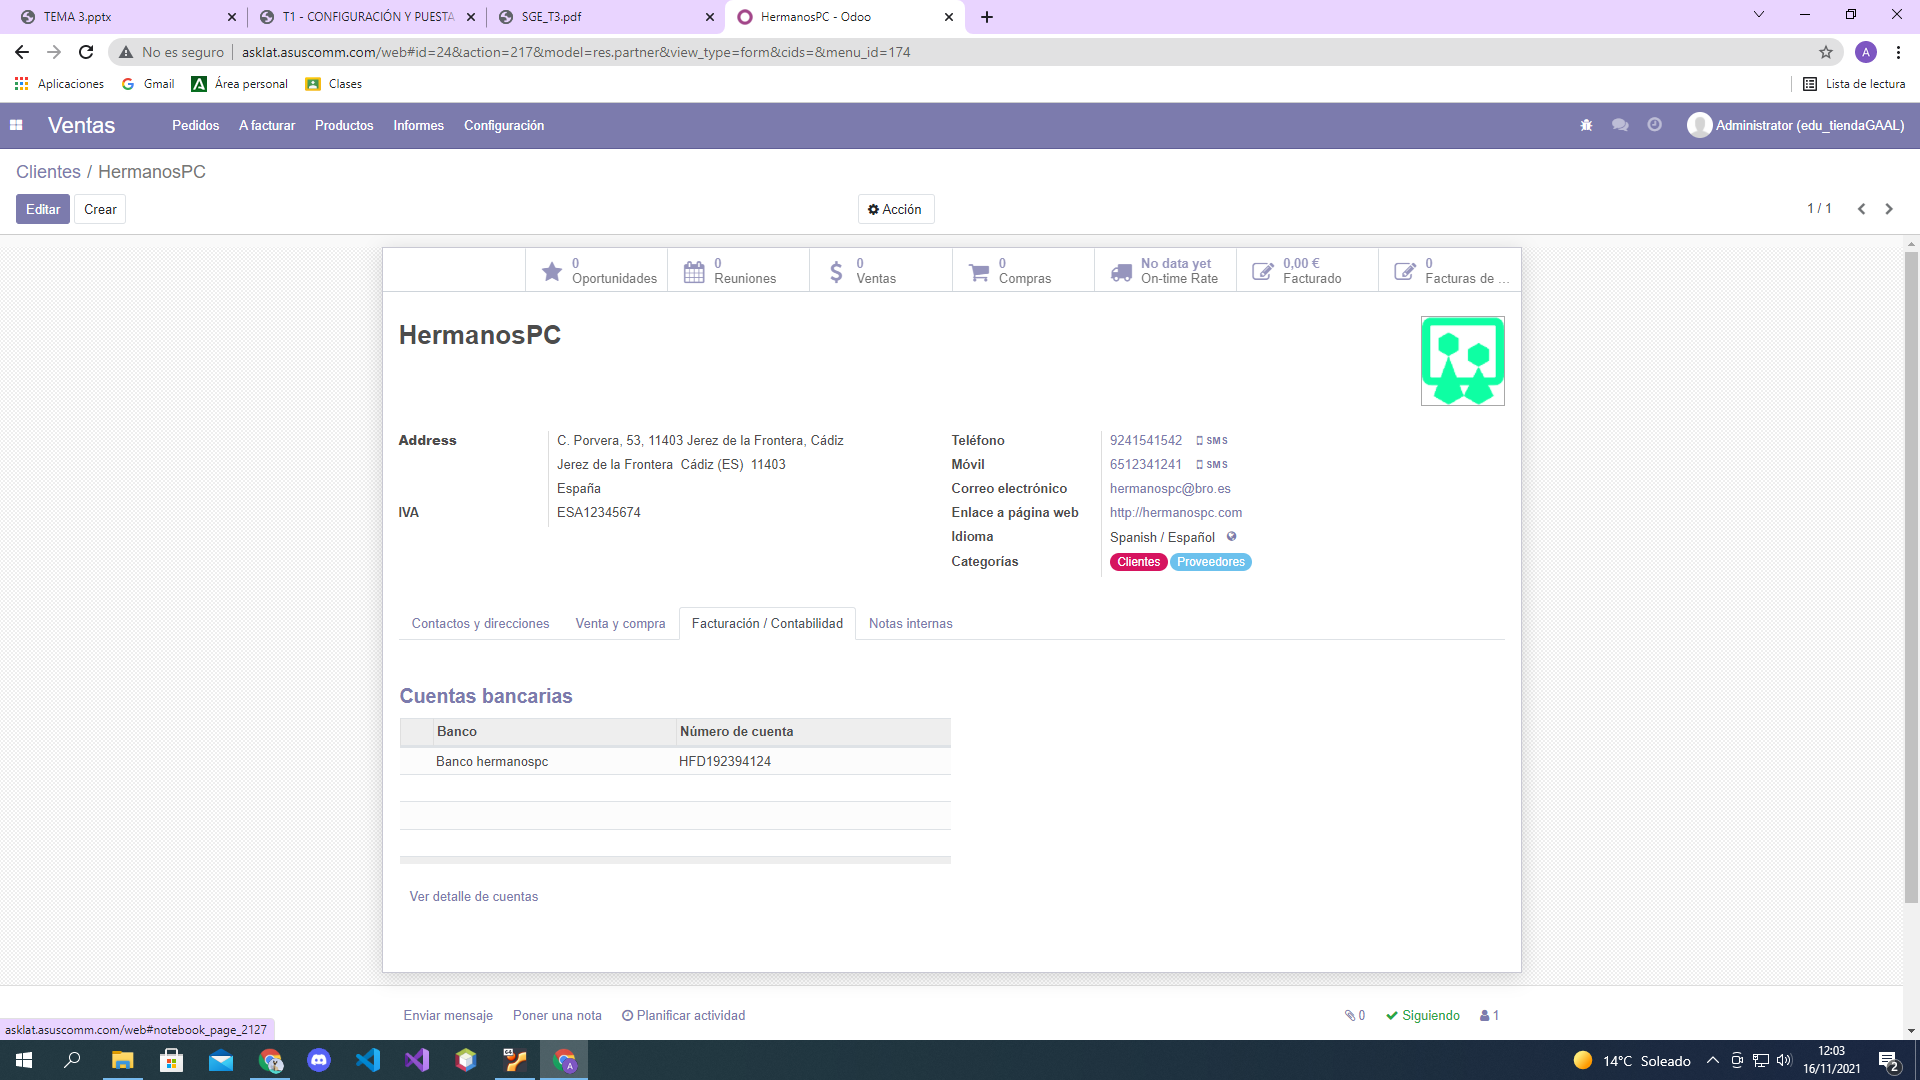 TEMA 3.pptx
T1 - CONFIGURACIÓN Y PUESTA
SGE_T3.pdf
HermanosPC - Odoo
No es seguro
asklat.asuscomm.com/web#id=24&action=217&model=res.partner&view_type=form&cids=&menu_id=174
A
Aplicaciones
Gmail
Área personal
Clases
Lista de lectura
Ventas
Pedidos
A facturar
Productos
Informes
Configuración
Administrator (edu_tiendaGAAL)
Clientes / HermanosPC
Editar
Crear
Acción
1 / 1
0
Oportunidades
0
Reuniones
0
Ventas
0
Compras
No data yet
On-time Rate
0,00 €
Facturado
0
Facturas de ...
HermanosPC
Address
C. Porvera, 53, 11403 Jerez de la Frontera, Cádiz
Jerez de la Frontera Cádiz (ES) 11403
España
IVA
ESA12345674
Teléfono
9241541542 SMS
Móvil
6512341241 SMS
Correo electrónico
hermanospc@bro.es
Enlace a página web
http://hermanospc.com
Idioma
Spanish / Español
Categorías
Clientes
Proveedores
Contactos y direcciones
Venta y compra
Facturación / Contabilidad
Notas internas
Cuentas bancarias
Banco
Número de cuenta
Banco hermanospc
HFD192394124
Ver detalle de cuentas
Enviar mensaje
Poner una nota
Planificar actividad
0
Siguiendo
1
asklat.asuscomm.com/web#notebook_page_2127
14°C Soleado
12:03
16/11/2021
2